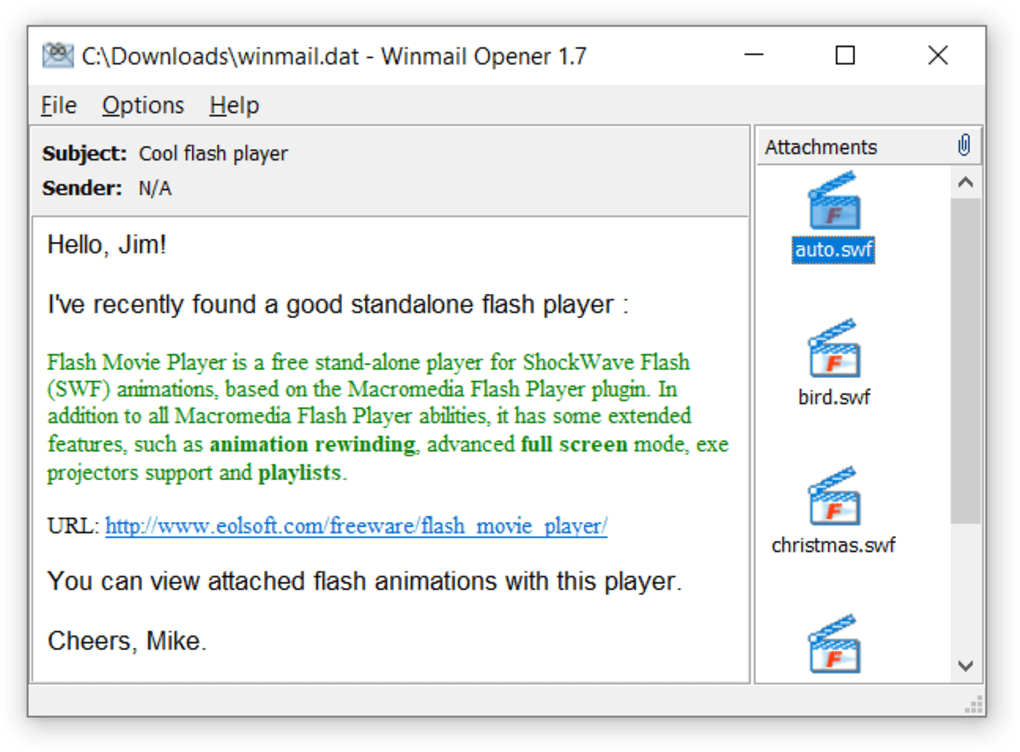 C:\Downloads\winmail.dat - Winmail Opener 1.7
File Options Help
Subject: Cool flash player
Sender: N/A
Hello, Jim!
I've recently found a good standalone flash player :
Flash Movie Player is a free stand-alone player for ShockWave Flash
(SWF) animations, based on the Macromedia Flash Player plugin. In
addition to all Macromedia Flash Player abilities, it has some extended
features, such as animation rewinding, advanced full screen mode, exe
projectors support and playlists.
URL: http://www.eolsoft.com/freeware/flash_movie_player/
You can view attached flash animations with this player.
Cheers, Mike.
Attachments
F
auto.swf
F
bird.swf
F
christmas.swf
F